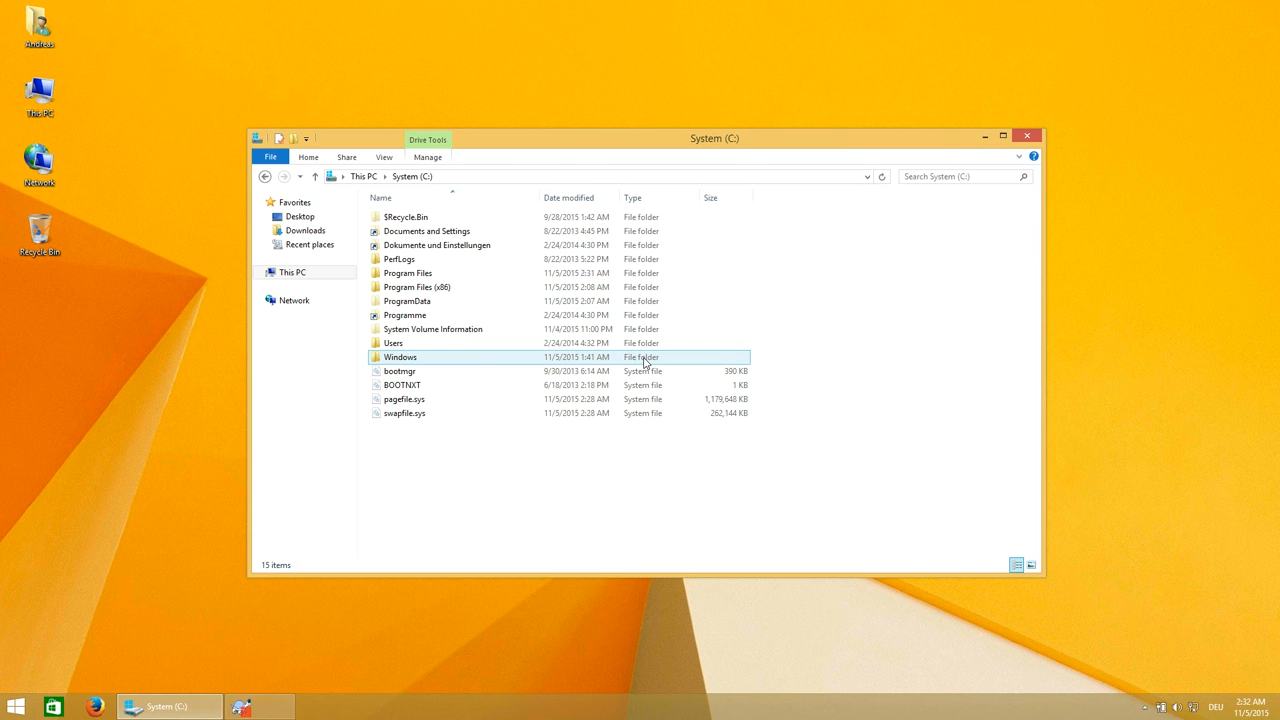 Andreas
This PC
Network
Recycle Bin
Drive Tools
System (C:)
File Home Share View Manage
This PC System (C:) Search System (C:)
Favorites
Desktop
Downloads
Recent places
This PC
Network
Name Date modified Type Size
$Recycle.Bin 9/28/2015 1:42 AM File folder
Documents and Settings 8/22/2013 4:45 PM File folder
Dokumente und Einstellungen 2/24/2014 4:30 PM File folder
PerfLogs 8/22/2013 5:22 PM File folder
Program Files 11/5/2015 2:31 AM File folder
Program Files (x86) 11/5/2015 2:08 AM File folder
ProgramData 11/5/2015 2:07 AM File folder
Programme 2/24/2014 4:30 PM File folder
System Volume Information 11/4/2015 11:00 PM File folder
Users 2/24/2014 4:32 PM File folder
Windows 11/5/2015 1:41 AM File folder
bootmgr 9/30/2013 6:14 AM System file 390 KB
BOOTNXT 6/18/2013 2:18 PM System file 1 KB
pagefile.sys 11/5/2015 2:28 AM System file 1,179,648 KB
swapfile.sys 11/5/2015 2:28 AM System file 262,144 KB
15 items
System (C:)
DEU
2:32 AM
11/5/2015